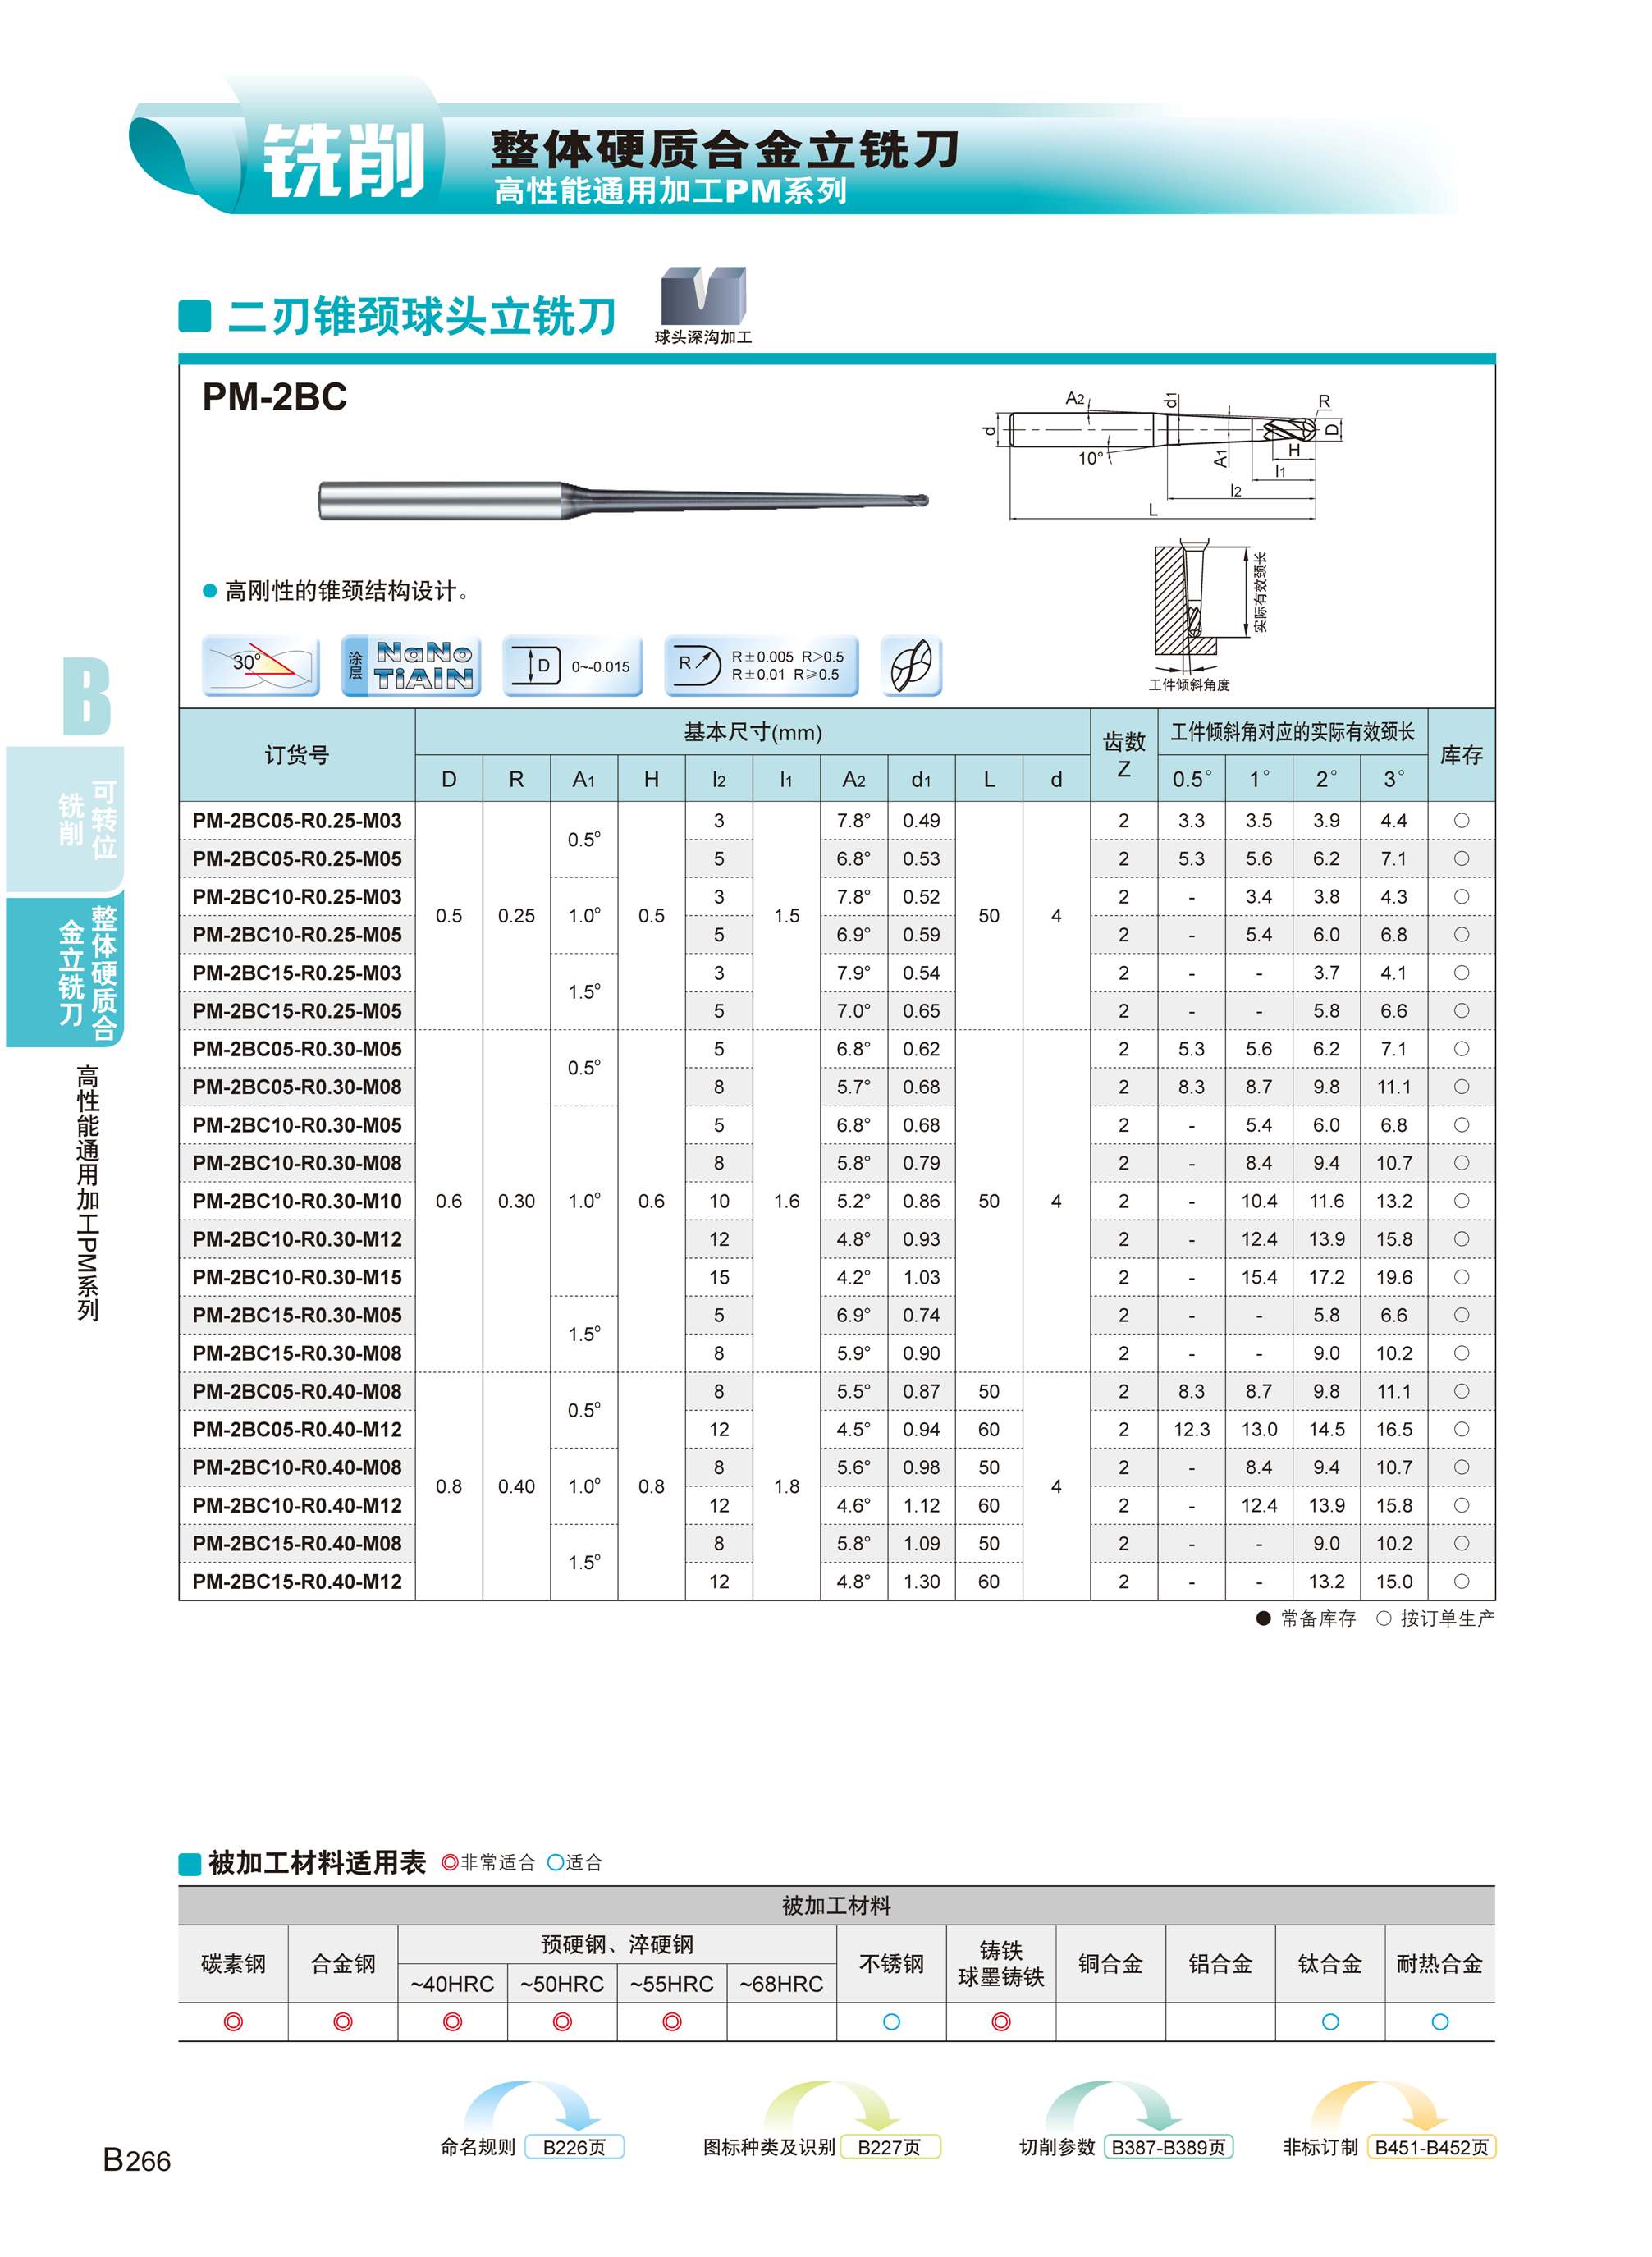 铣削
整体硬质合金立铣刀
高性能通用加工PM系列
二刃锥颈球头立铣刀
球头深沟加工
PM-2BC
A2 d1 R
d D
10° A1 H
l1
l2
L
高刚性的锥颈结构设计。
实际有效颈长
工件倾斜角度
30° 涂层 NaNo TiAlN D 0~-0.015 R R±0.005 R>0.5
R±0.01 R⩾0.5
订货号 基本尺寸(mm) 齿数 Z 工件倾斜角对应的实际有效颈长 库存
D R A1 H l2 l1 A2 d1 L d 0.5° 1° 2° 3°
PM-2BC05-R0.25-M03 0.5 0.25 0.5° 0.5 3 1.5 7.8° 0.49 50 4 2 3.3 3.5 3.9 4.4 ○
PM-2BC05-R0.25-M05 5 6.8° 0.53 2 5.3 5.6 6.2 7.1 ○
PM-2BC10-R0.25-M03 1.0° 3 7.8° 0.52 2 - 3.4 3.8 4.3 ○
PM-2BC10-R0.25-M05 5 6.9° 0.59 2 - 5.4 6.0 6.8 ○
PM-2BC15-R0.25-M03 1.5° 3 7.9° 0.54 2 - - 3.7 4.1 ○
PM-2BC15-R0.25-M05 5 7.0° 0.65 2 - - 5.8 6.6 ○
PM-2BC05-R0.30-M05 0.6 0.30 0.5° 0.6 5 1.6 6.8° 0.62 50 4 2 5.3 5.6 6.2 7.1 ○
PM-2BC05-R0.30-M08 8 5.7° 0.68 2 8.3 8.7 9.8 11.1 ○
PM-2BC10-R0.30-M05 1.0° 5 6.8° 0.68 2 - 5.4 6.0 6.8 ○
PM-2BC10-R0.30-M08 8 5.8° 0.79 2 - 8.4 9.4 10.7 ○
PM-2BC10-R0.30-M10 10 5.2° 0.86 2 - 10.4 11.6 13.2 ○
PM-2BC10-R0.30-M12 12 4.8° 0.93 2 - 12.4 13.9 15.8 ○
PM-2BC10-R0.30-M15 15 4.2° 1.03 2 - 15.4 17.2 19.6 ○
PM-2BC15-R0.30-M05 1.5° 5 6.9° 0.74 2 - - 5.8 6.6 ○
PM-2BC15-R0.30-M08 8 5.9° 0.90 2 - - 9.0 10.2 ○
PM-2BC05-R0.40-M08 0.8 0.40 0.5° 0.8 8 1.8 5.5° 0.87 50 4 2 8.3 8.7 9.8 11.1 ○
PM-2BC05-R0.40-M12 12 4.5° 0.94 60 2 12.3 13.0 14.5 16.5 ○
PM-2BC10-R0.40-M08 1.0° 8 5.6° 0.98 50 2 - 8.4 9.4 10.7 ○
PM-2BC10-R0.40-M12 12 4.6° 1.12 60 2 - 12.4 13.9 15.8 ○
PM-2BC15-R0.40-M08 1.5° 8 5.8° 1.09 50 2 - - 9.0 10.2 ○
PM-2BC15-R0.40-M12 12 4.8° 1.30 60 2 - - 13.2 15.0 ○
● 常备库存 ○ 按订单生产
B
可转位
铣削
整体硬质合
金立铣刀
高性能通用加工PM系列
被加工材料适用表 ◎非常适合 ○适合
被加工材料
碳素钢 合金钢 预硬钢、淬硬钢 不锈钢 铸铁 球墨铸铁 铜合金 铝合金 钛合金 耐热合金
~40HRC ~50HRC ~55HRC ~68HRC
◎ ◎ ◎ ◎ ◎ ○ ◎ ○ ○
命名规则 B226页 图标种类及识别 B227页 切削参数 B387-B389页 非标订制 B451-B452页
B266